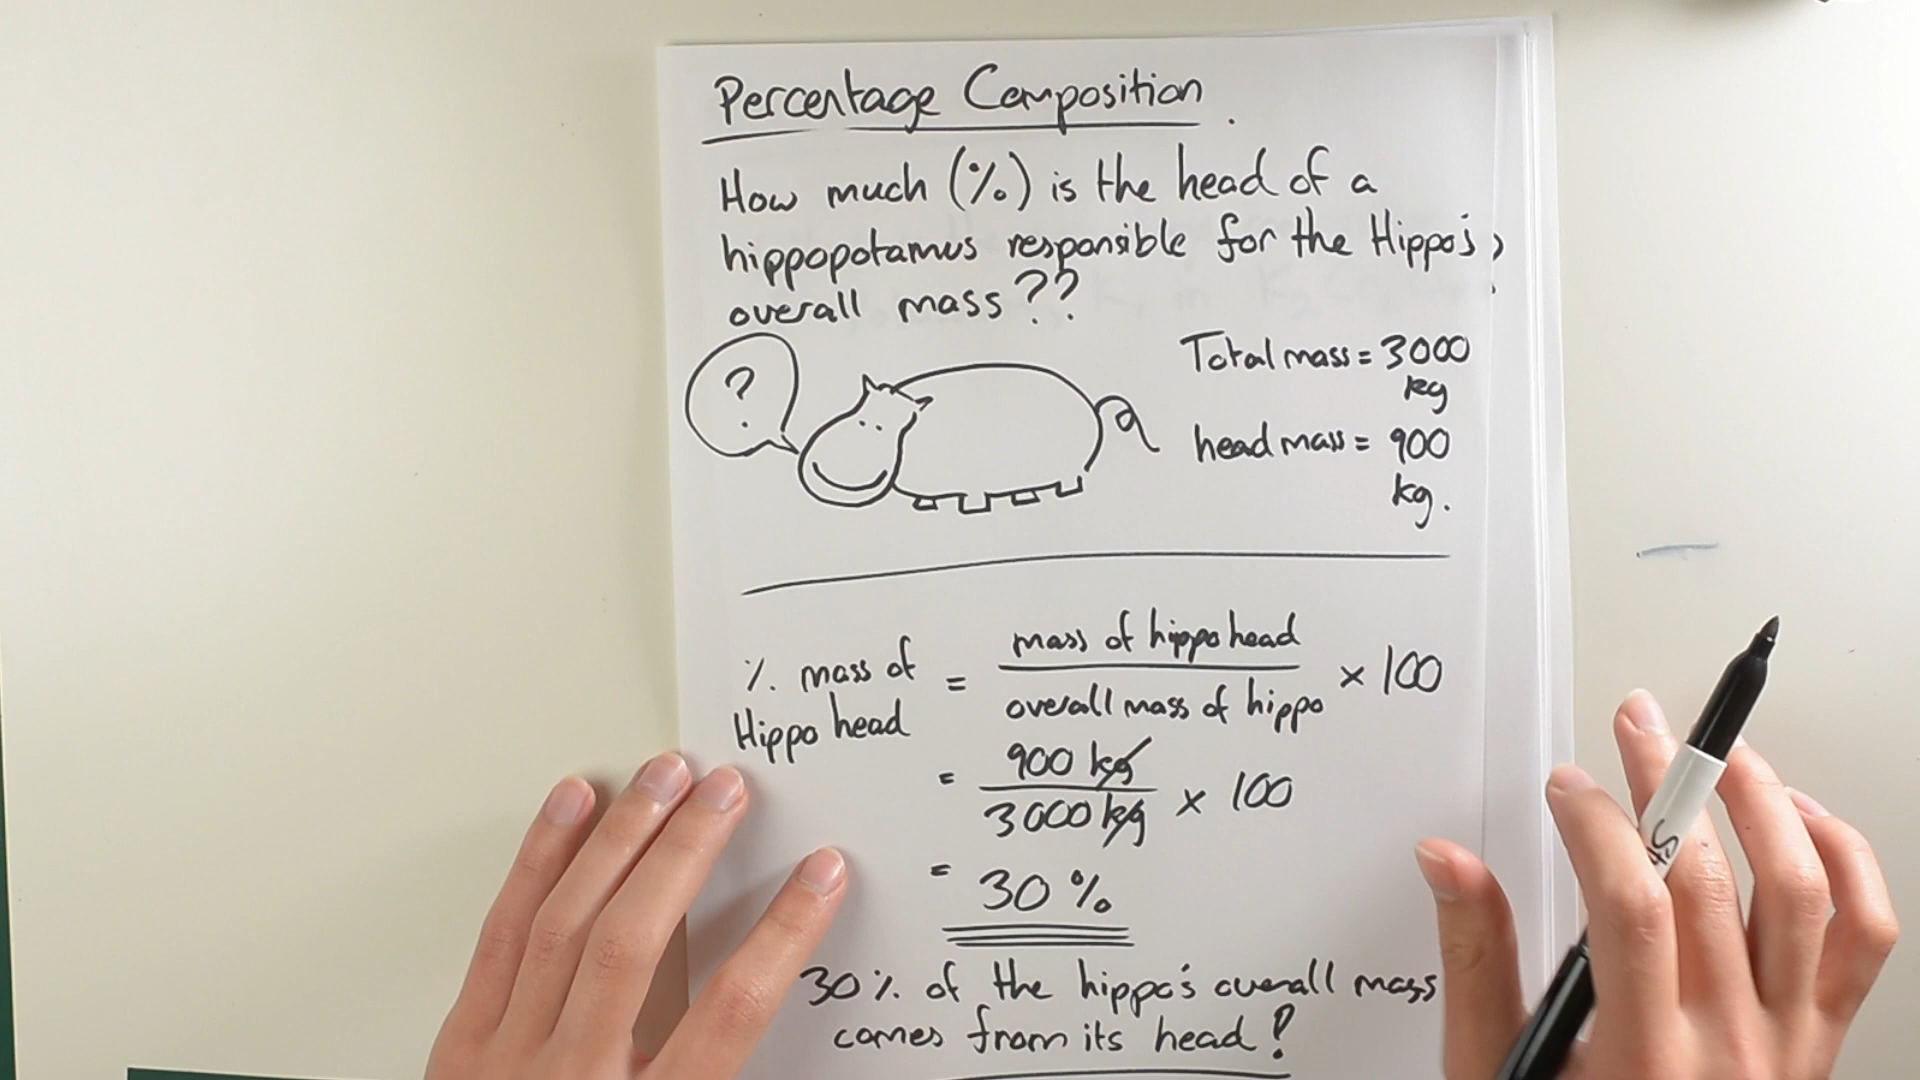 Percentage Composition.
How much (%) is the head of a
hippopotamus responsible for the Hippo's
overall mass??
?
Total mass = 3000
kg
head mass = 900
kg.
% mass of
Hippo head
= mass of hippo head
overall mass of hippo
× 100
= 900 kg
3000 kg
× 100
= 30 %
30% of the hippo's overall mass
comes from its head!